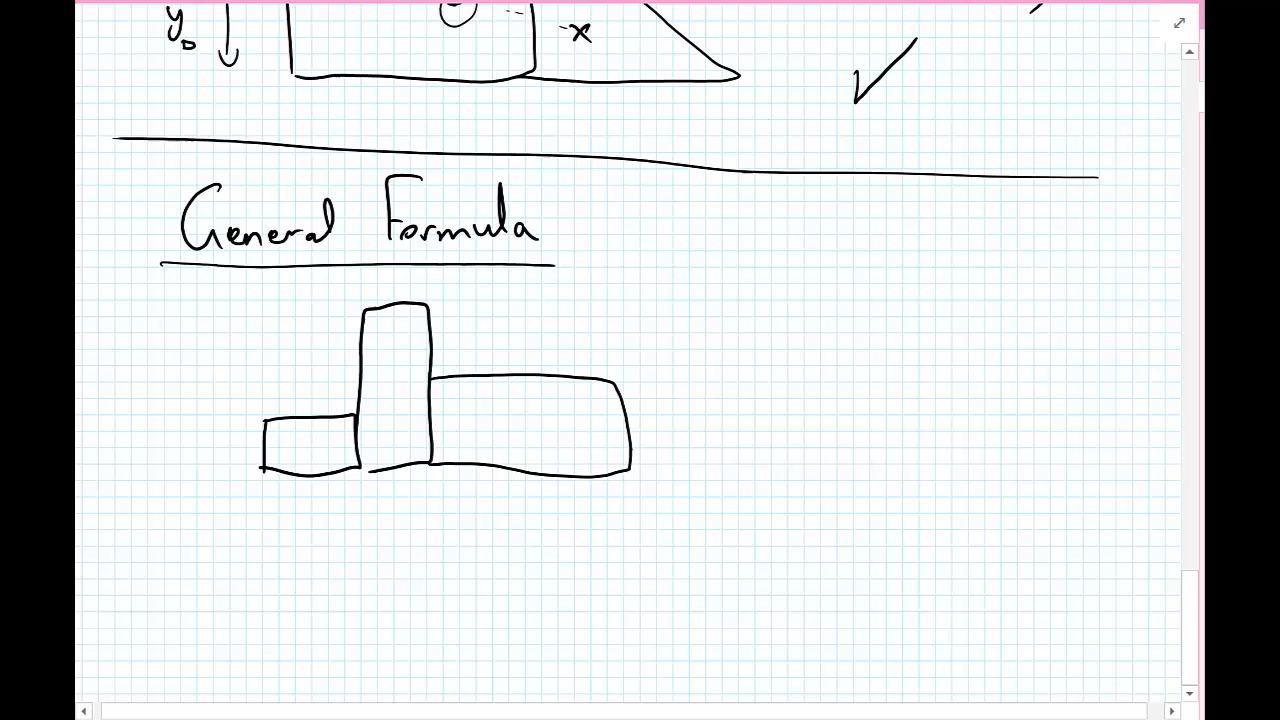 y₀
-x
General Formula